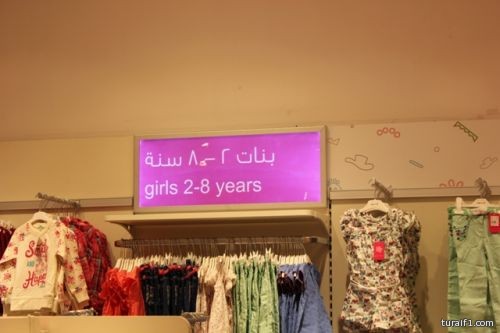 بنات ٢ – ٨ سنة
girls 2-8 years
turaif1.com